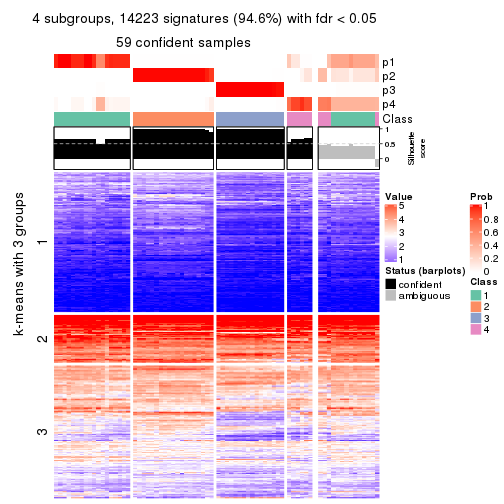 4 subgroups, 14223 signatures (94.6%) with fdr < 0.05
59 confident samples
p1
p2
p3
p4
Class
1
0.5
0
Silhouette
score
k-means with 3 groups
1
2
3
Value
5
4
3
2
1
Status (barplots)
confident
ambiguous
Prob
1
0.8
0.6
0.4
0.2
0
Class
1
2
3
4